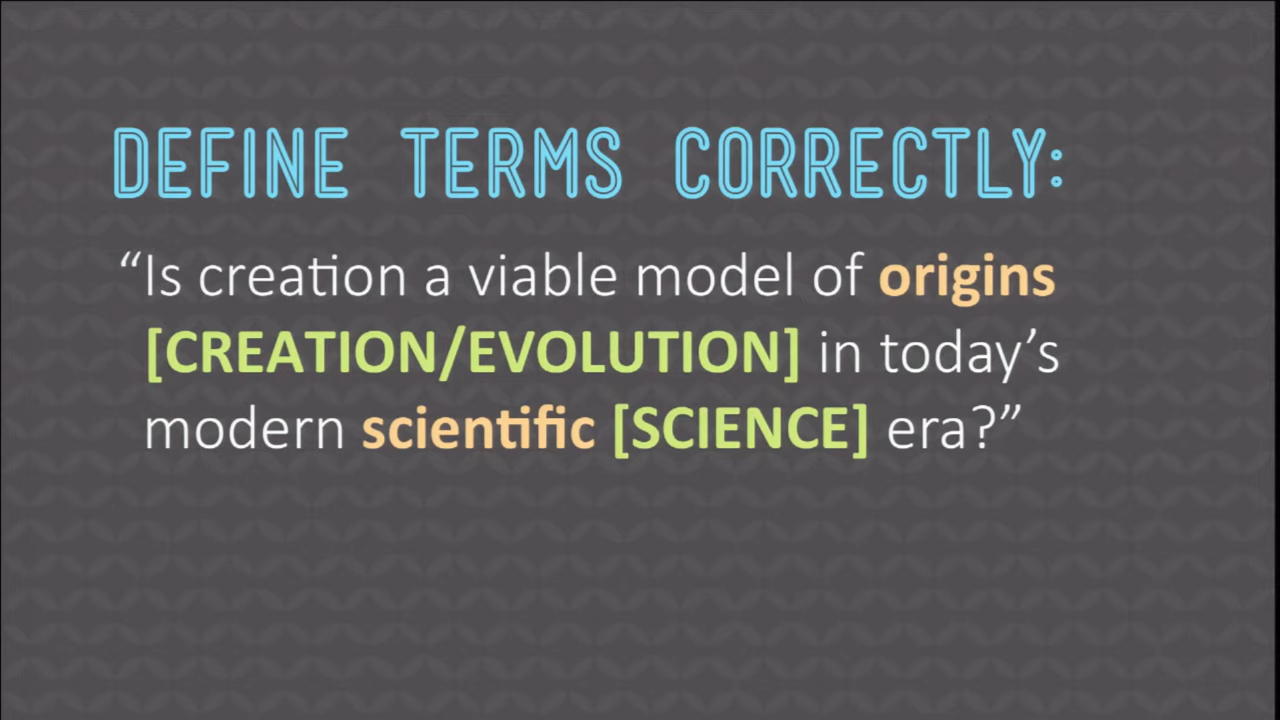 DEFINE TERMS CORRECTLY:
“Is creation a viable model of origins
[CREATION/EVOLUTION] in today’s
modern scientific [SCIENCE] era?”